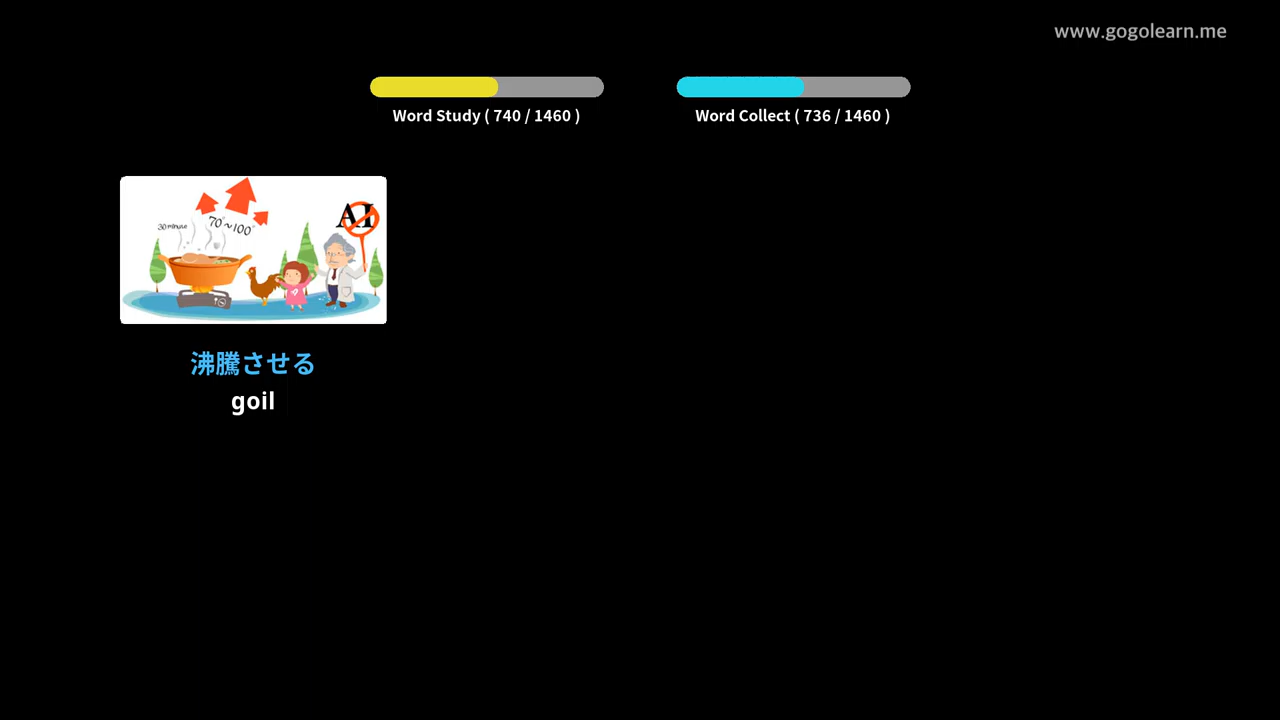 www.gogolearn.me
Word Study ( 740 / 1460 )
Word Collect ( 736 / 1460 )
30 minute
70°~100°
AI
沸騰させる
goil